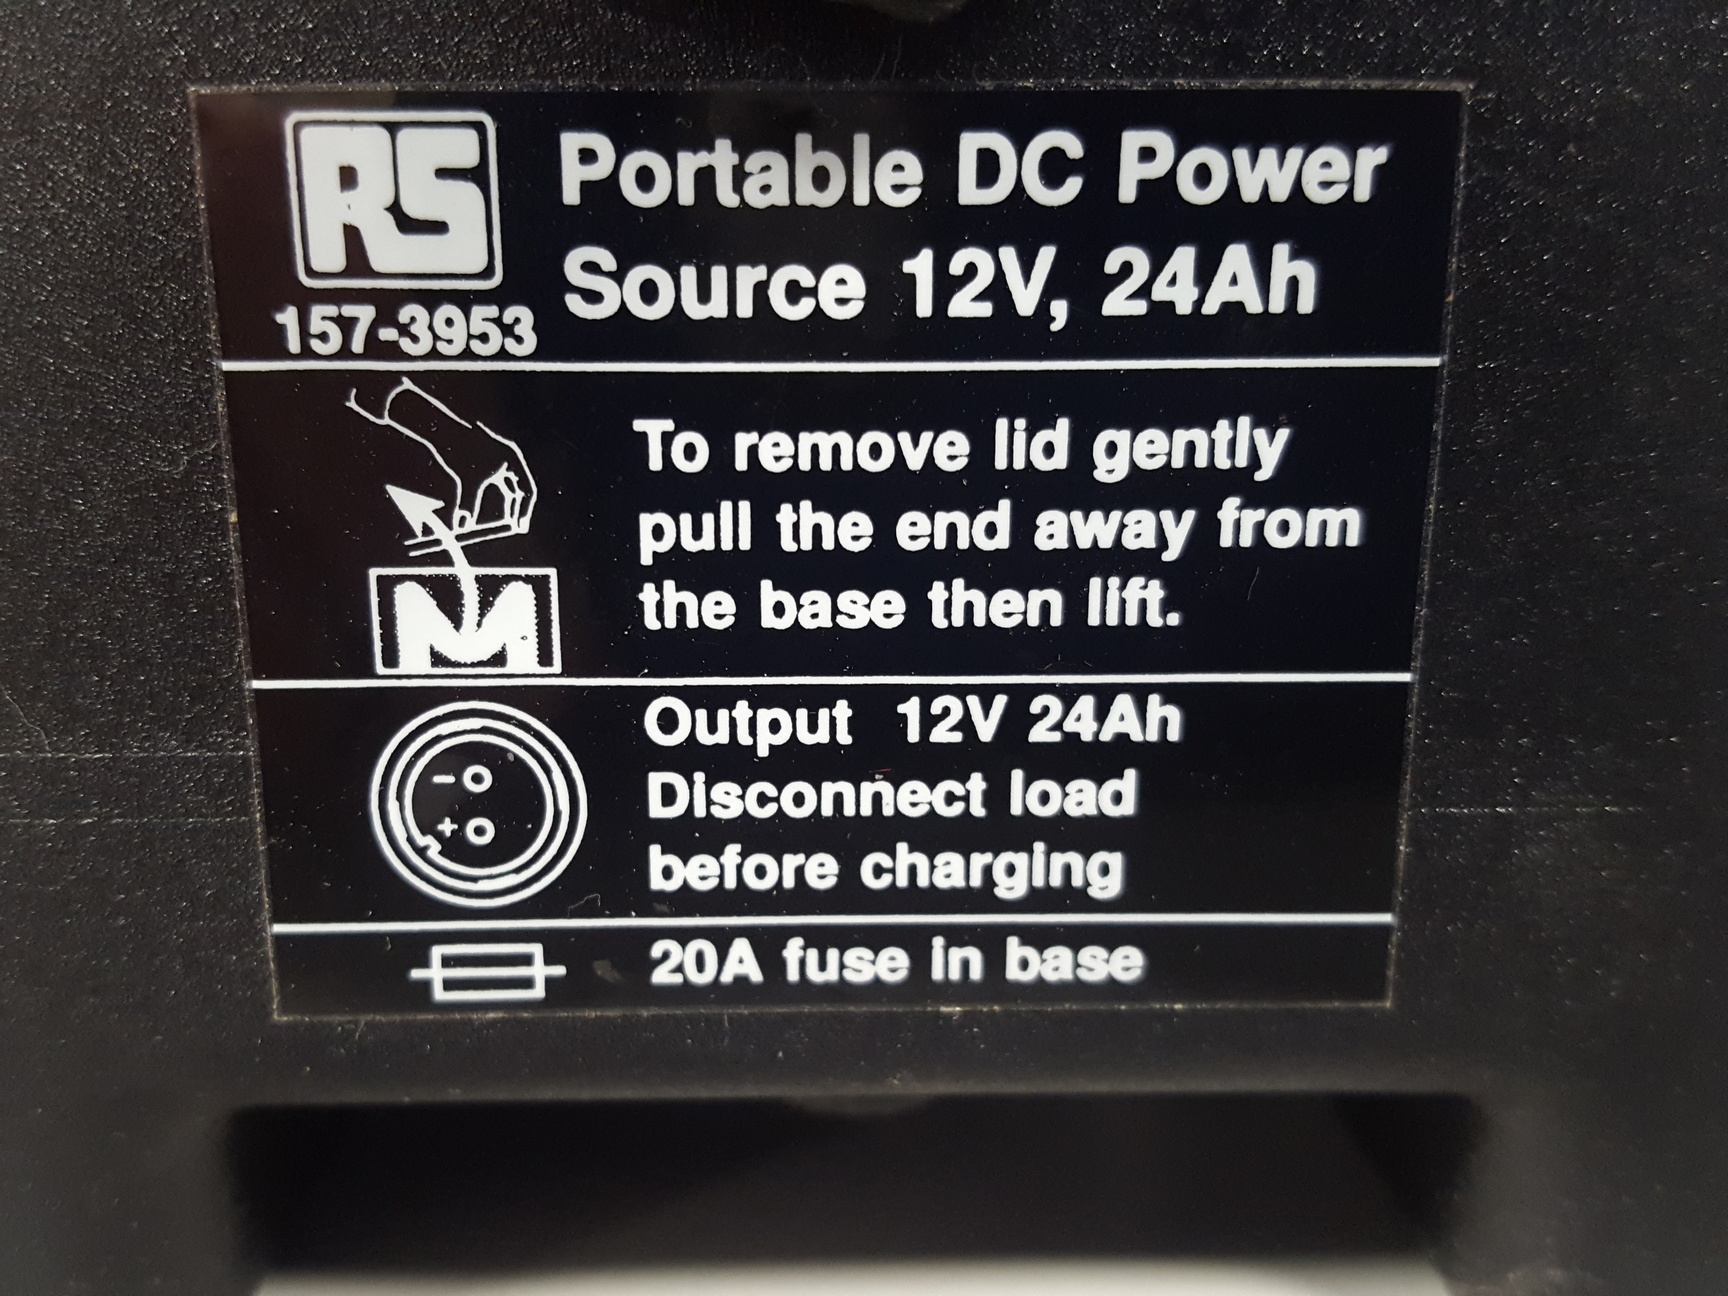 RS
157-3953
Portable DC Power
Source 12V, 24Ah
To remove lid gently
pull the end away from
the base then lift.
- 
+
Output 12V 24Ah
Disconnect load
before charging
20A fuse in base